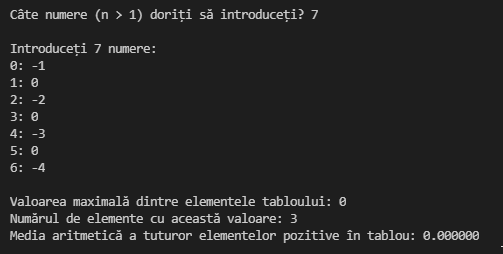 Câte numere (n > 1) doriți să introduceți? 7
Introduceți 7 numere:
0: -1
1: 0
2: -2
3: 0
4: -3
5: 0
6: -4
Valoarea maximală dintre elementele tabloului: 0
Numărul de elemente cu această valoare: 3
Media aritmetică a tuturor elementelor pozitive în tablou: 0.000000